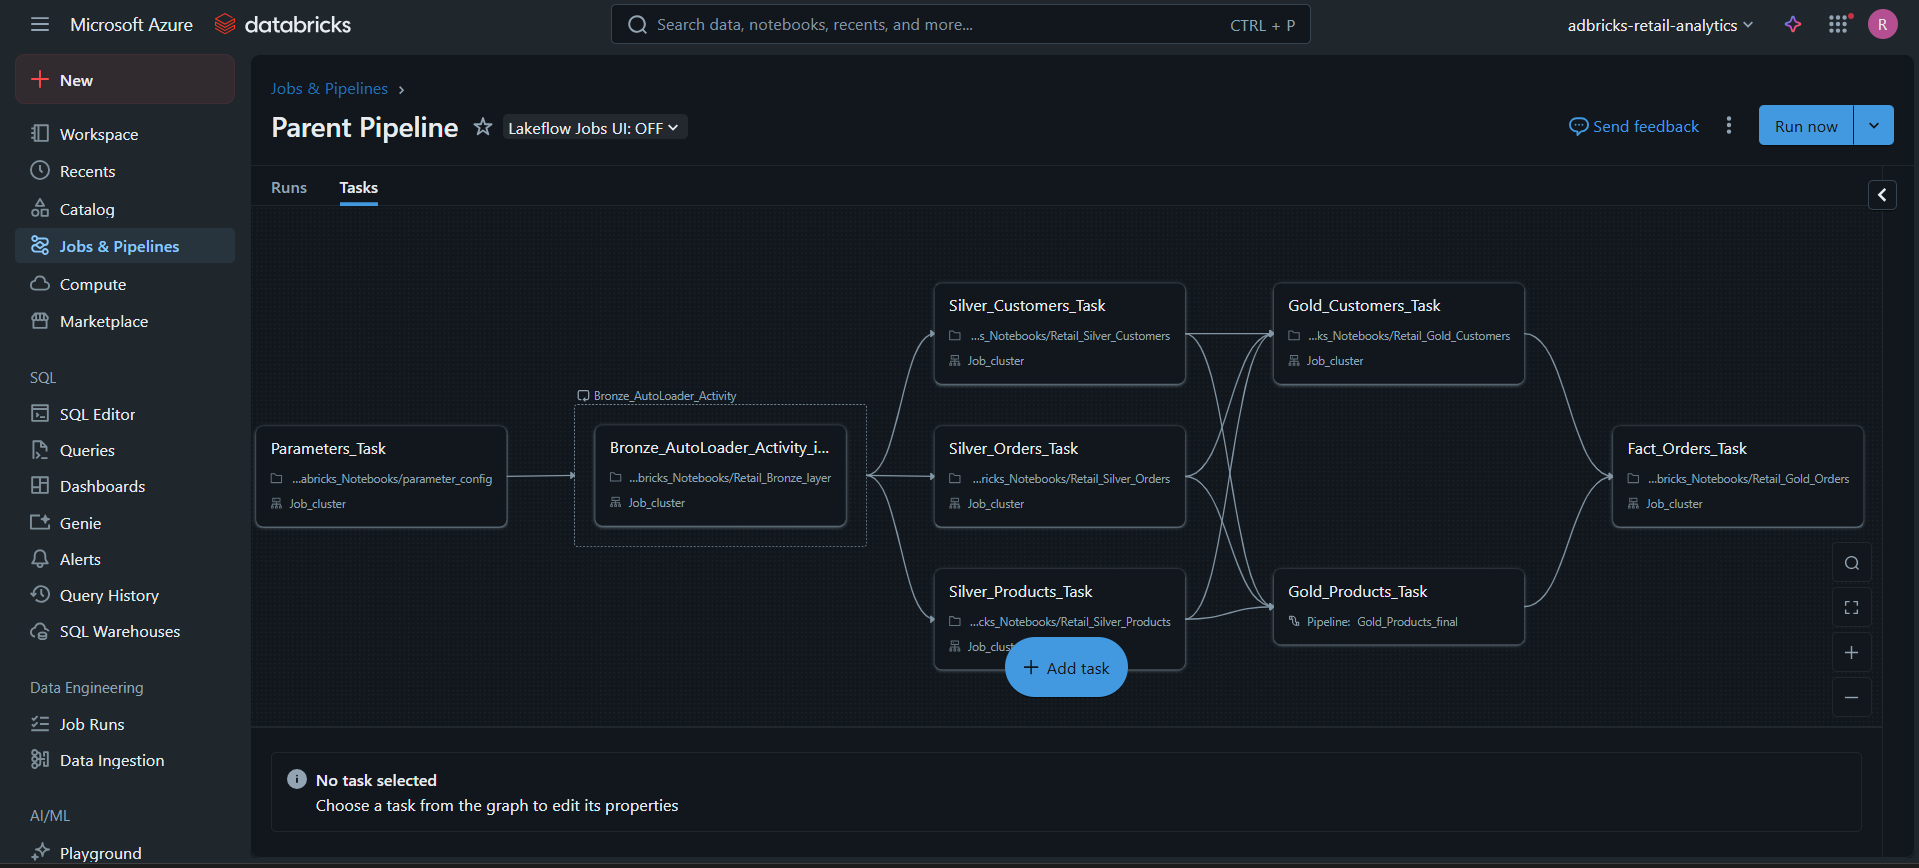 Microsoft Azure databricks
Search data, notebooks, recents, and more... CTRL + P
adbricks-retail-analytics
R
New
Workspace
Recents
Catalog
Jobs & Pipelines
Compute
Marketplace
SQL
SQL Editor
Queries
Dashboards
Genie
Alerts
Query History
SQL Warehouses
Data Engineering
Job Runs
Data Ingestion
AI/ML
Playground
Jobs & Pipelines
Parent Pipeline
Lakeflow Jobs UI: OFF
Send feedback
Run now
Runs
Tasks
Parameters_Task
...abricks_Notebooks/parameter_config
Job_cluster
Bronze_AutoLoader_Activity
Bronze_AutoLoader_Activity_i...
...bricks_Notebooks/Retail_Bronze_layer
Job_cluster
Silver_Customers_Task
...s_Notebooks/Retail_Silver_Customers
Job_cluster
Silver_Orders_Task
...ricks_Notebooks/Retail_Silver_Orders
Job_cluster
Silver_Products_Task
...cks_Notebooks/Retail_Silver_Products
Job_clust
Gold_Customers_Task
...ks_Notebooks/Retail_Gold_Customers
Job_cluster
Gold_Products_Task
Pipeline: Gold_Products_final
Fact_Orders_Task
...bricks_Notebooks/Retail_Gold_Orders
Job_cluster
Add task
No task selected
Choose a task from the graph to edit its properties